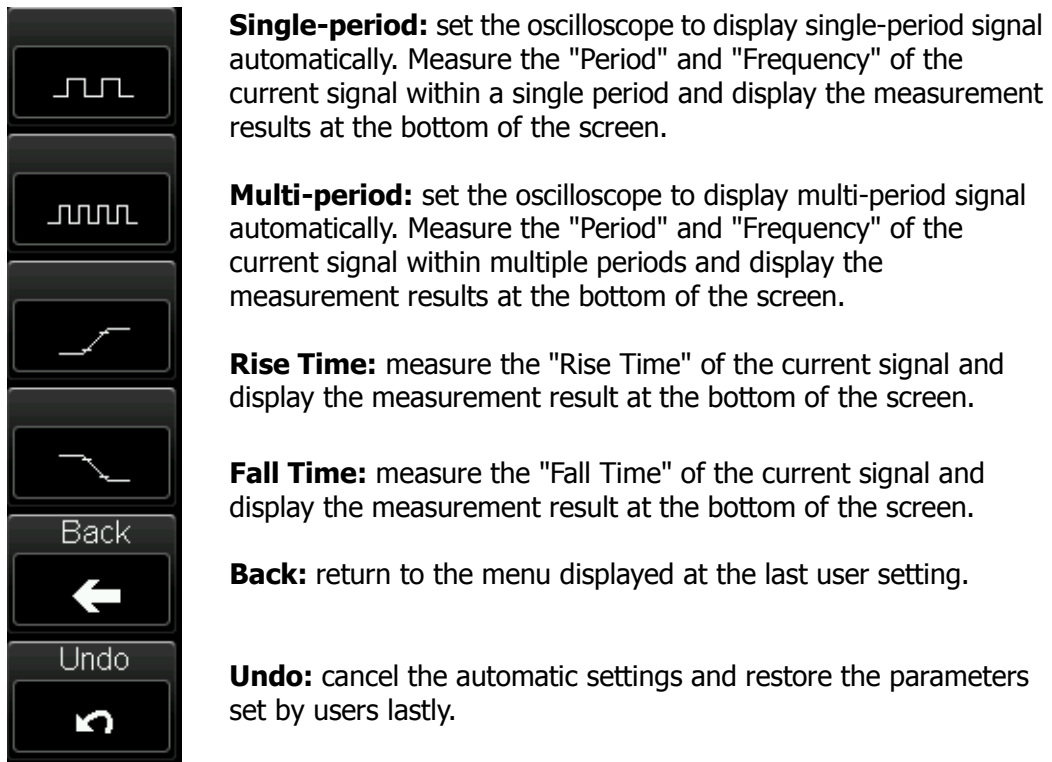 Single-period: set the oscilloscope to display single-period signal
automatically. Measure the "Period" and "Frequency" of the
current signal within a single period and display the measurement
results at the bottom of the screen.
Multi-period: set the oscilloscope to display multi-period signal
automatically. Measure the "Period" and "Frequency" of the
current signal within multiple periods and display the
measurement results at the bottom of the screen.
Rise Time: measure the "Rise Time" of the current signal and
display the measurement result at the bottom of the screen.
Fall Time: measure the "Fall Time" of the current signal and
display the measurement result at the bottom of the screen.
Back
Back: return to the menu displayed at the last user setting.
Undo
Undo: cancel the automatic settings and restore the parameters
set by users lastly.